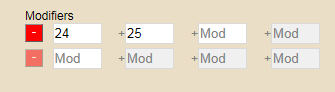 Modifiers
- 24 + 25 + Mod + Mod
- Mod + Mod + Mod + Mod